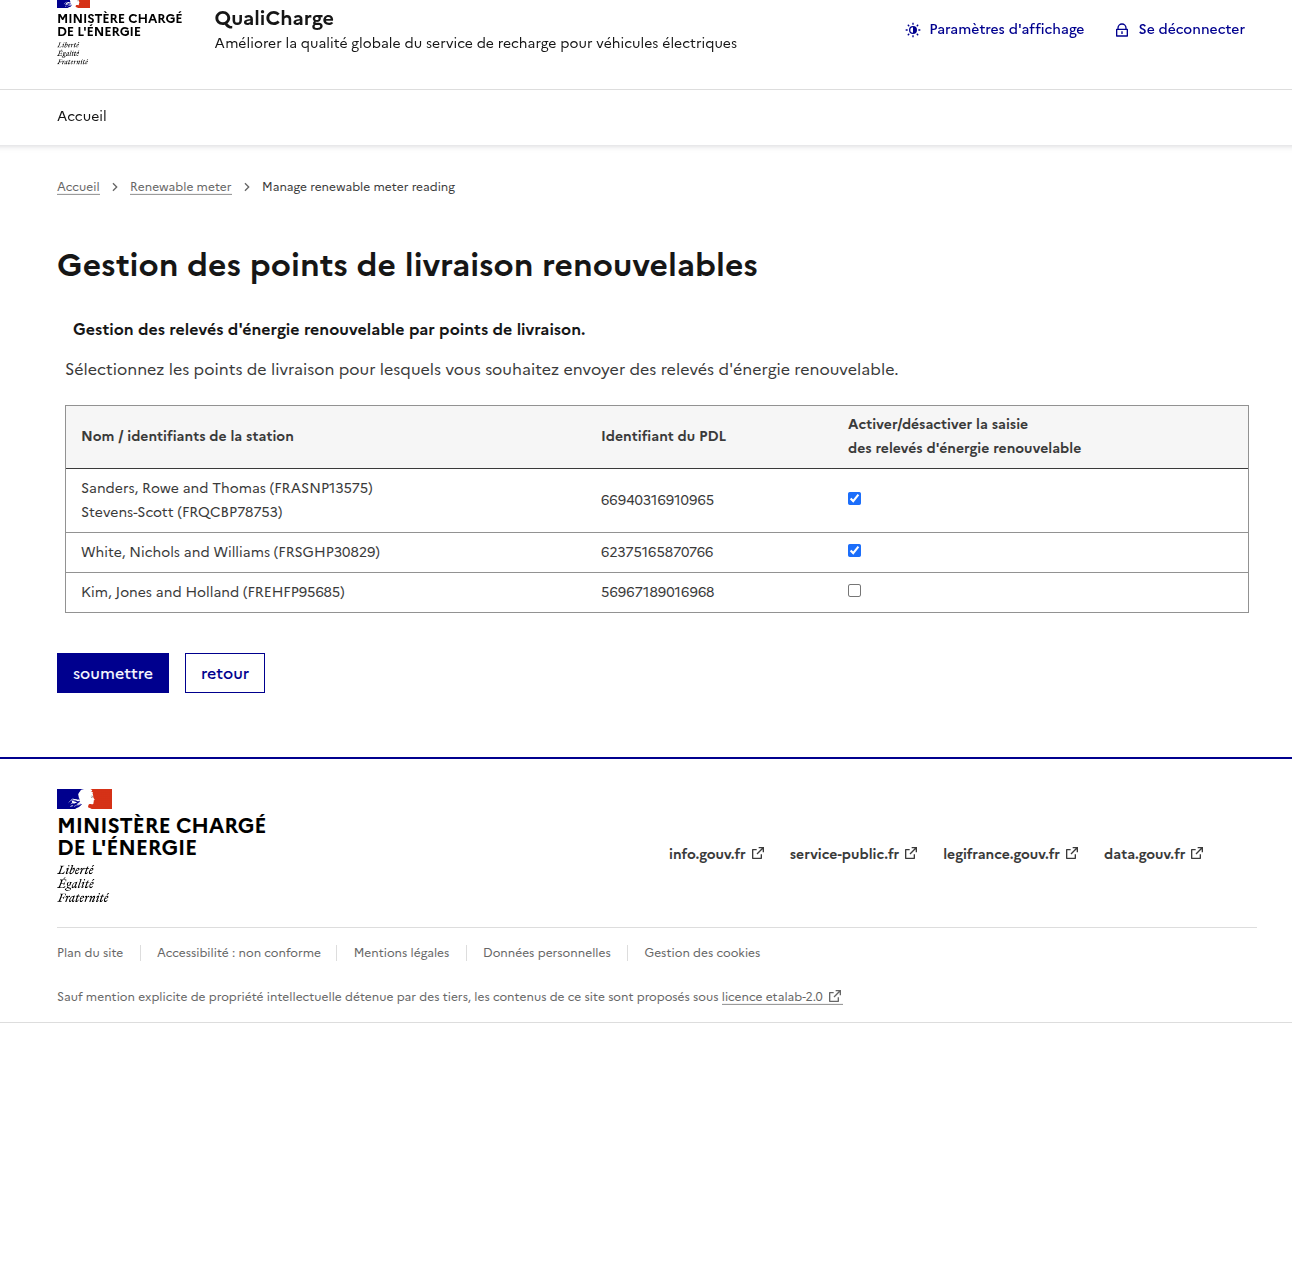 MINISTÈRE CHARGÉ
DE L'ÉNERGIE
Liberté
Égalité
Fraternité
QualiCharge
Améliorer la qualité globale du service de recharge pour véhicules électriques
Paramètres d'affichage
Se déconnecter
Accueil
Accueil > Renewable meter > Manage renewable meter reading
Gestion des points de livraison renouvelables
Gestion des relevés d'énergie renouvelable par points de livraison.
Sélectionnez les points de livraison pour lesquels vous souhaitez envoyer des relevés d'énergie renouvelable.
Nom / identifiants de la station
Identifiant du PDL
Activer/désactiver la saisie
des relevés d'énergie renouvelable
Sanders, Rowe and Thomas (FRASNP13575)
Stevens-Scott (FRQCBP78753)
66940316910965
White, Nichols and Williams (FRSGHP30829)
62375165870766
Kim, Jones and Holland (FREHFP95685)
56967189016968
soumettre
retour
MINISTÈRE CHARGÉ
DE L'ÉNERGIE
Liberté
Égalité
Fraternité
info.gouv.fr
service-public.fr
legifrance.gouv.fr
data.gouv.fr
Plan du site
Accessibilité : non conforme
Mentions légales
Données personnelles
Gestion des cookies
Sauf mention explicite de propriété intellectuelle détenue par des tiers, les contenus de ce site sont proposés sous licence etalab-2.0